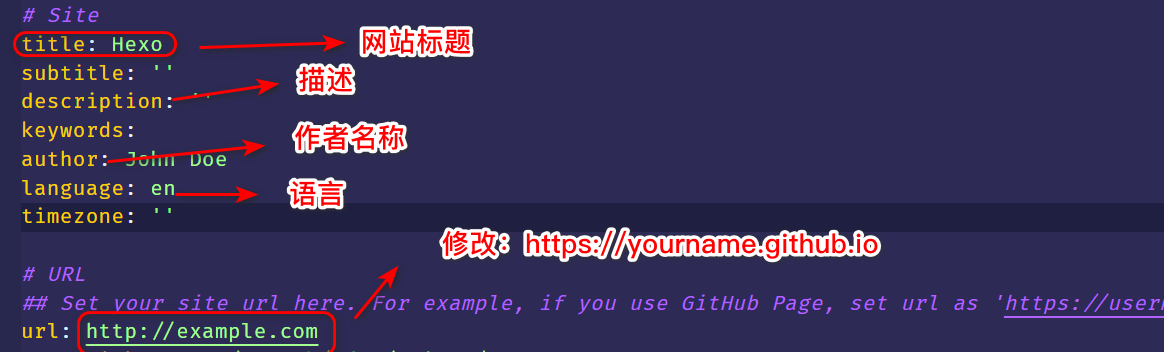 # Site
title: Hexo
网站标题
subtitle: ''
描述
description: ''
keywords:
作者名称
author: John Doe
language: en
语言
timezone: ''
修改：https://yourname.github.io
# URL
## Set your site url here. For example, if you use GitHub Page, set url as 'https://user
url: http://example.com